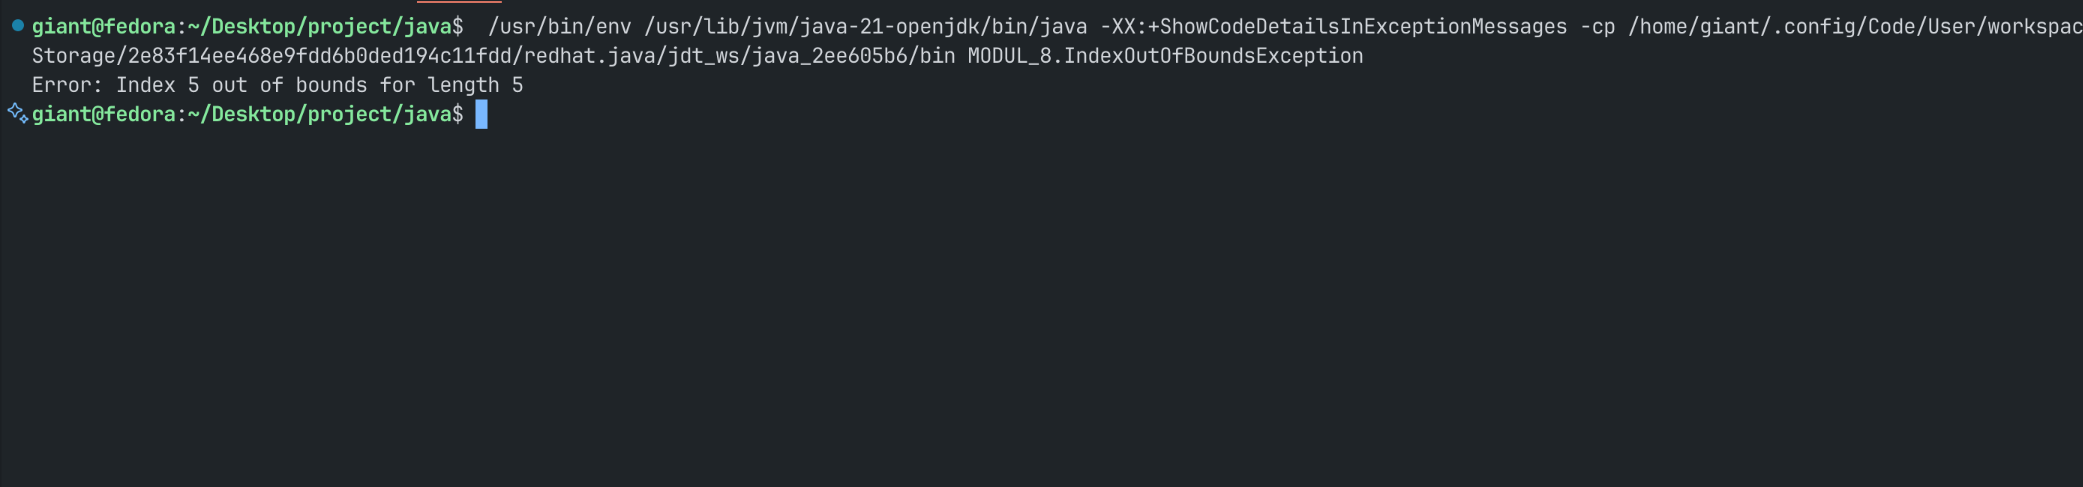 giant@fedora:~/Desktop/project/java$  /usr/bin/env /usr/lib/jvm/java-21-openjdk/bin/java -XX:+ShowCodeDetailsInExceptionMessages -cp /home/giant/.config/Code/User/workspac
Storage/2e83f14ee468e9fdd6b0ded194c11fdd/redhat.java/jdt_ws/java_2ee605b6/bin MODUL_8.IndexOutOfBoundsException
Error: Index 5 out of bounds for length 5
giant@fedora:~/Desktop/project/java$